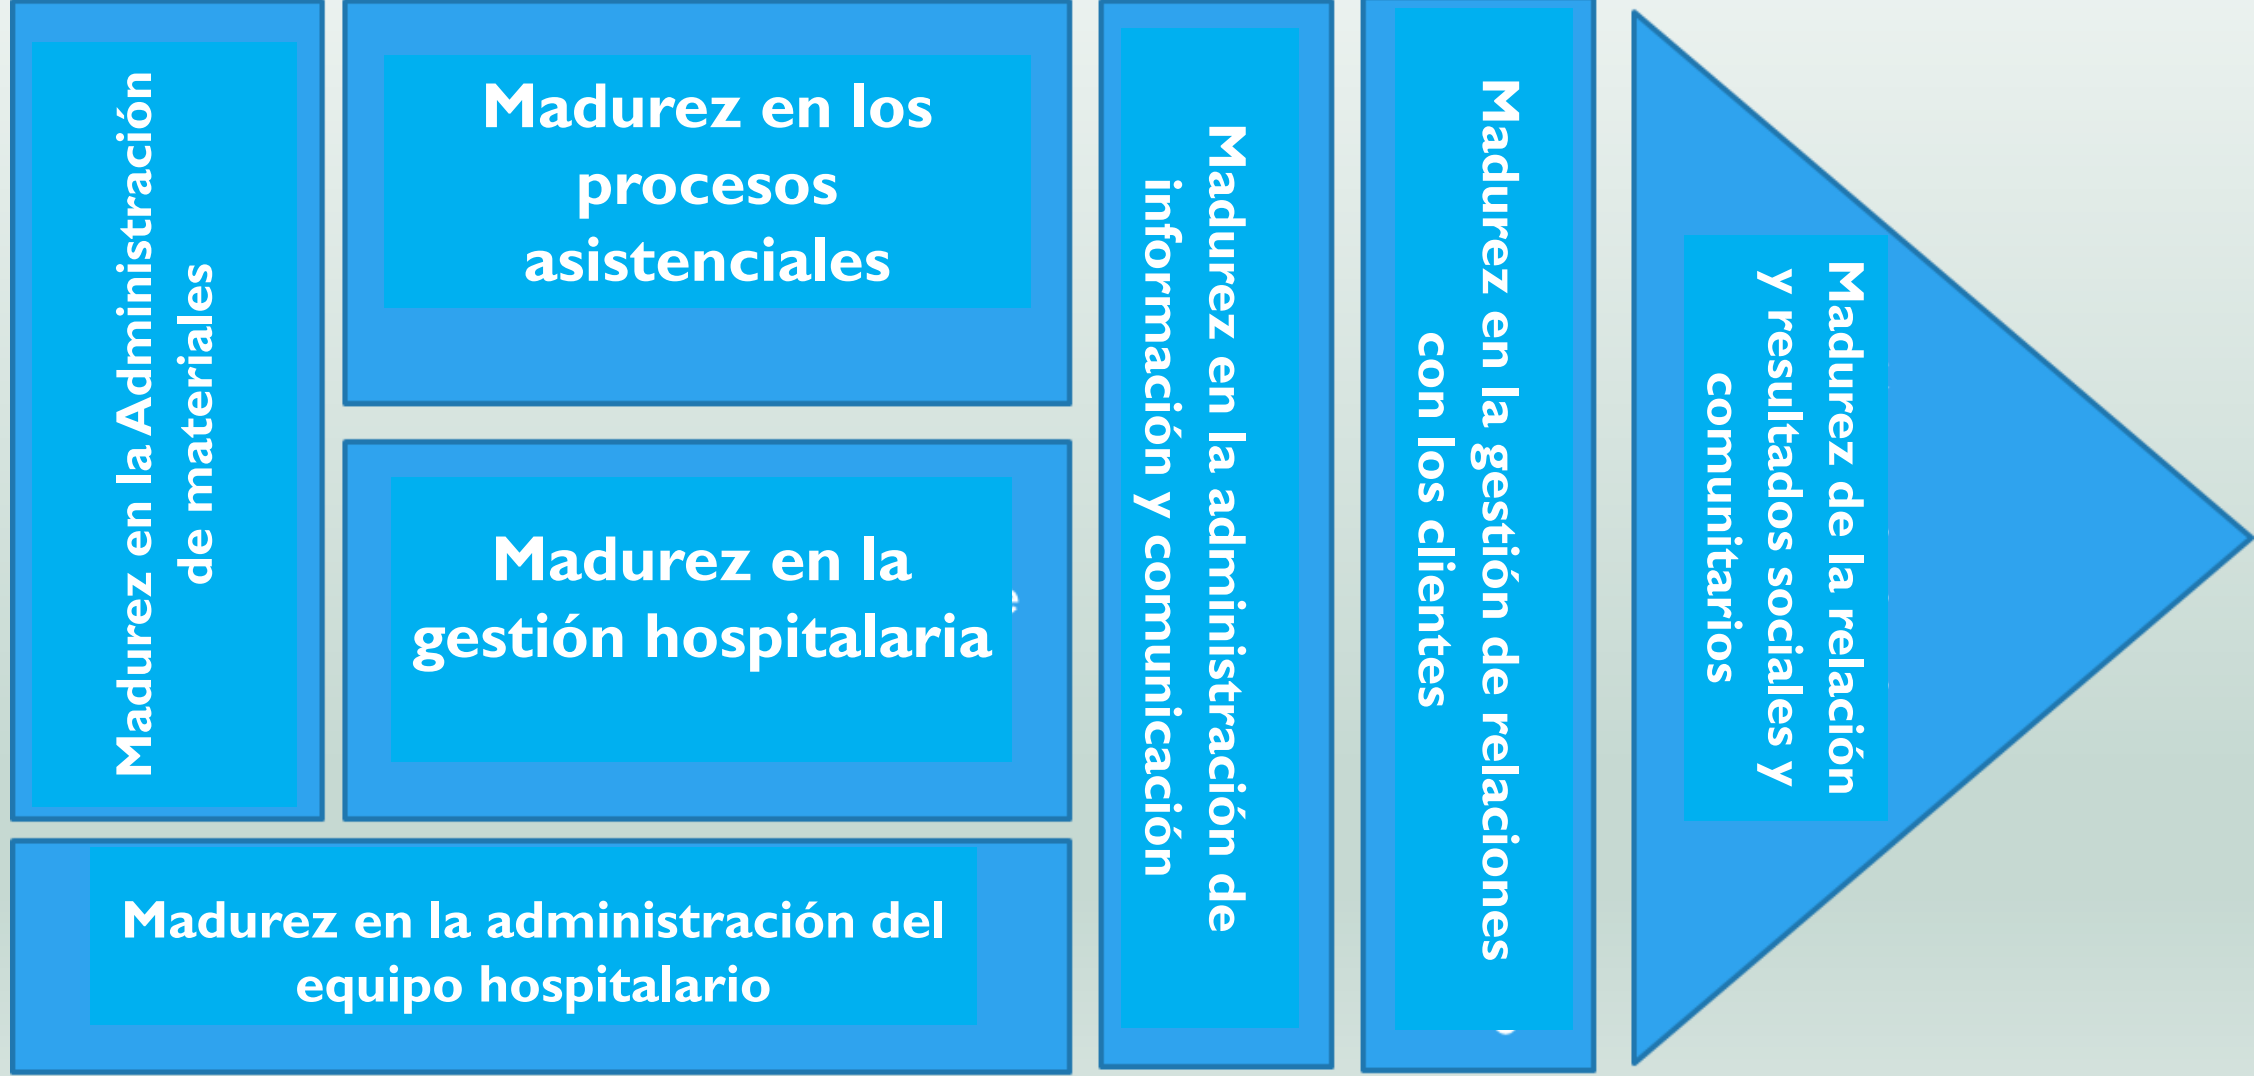 Madurez en la Administración
de materiales
Madurez en los
procesos
asistenciales
Madurez en la
gestión hospitalaria
Madurez en la administración del
equipo hospitalario
Madurez en la administración de
información y comunicación
Madurez en la gestión de relaciones
con los clientes
Madurez de la relación
y resultados sociales y
comunitarios